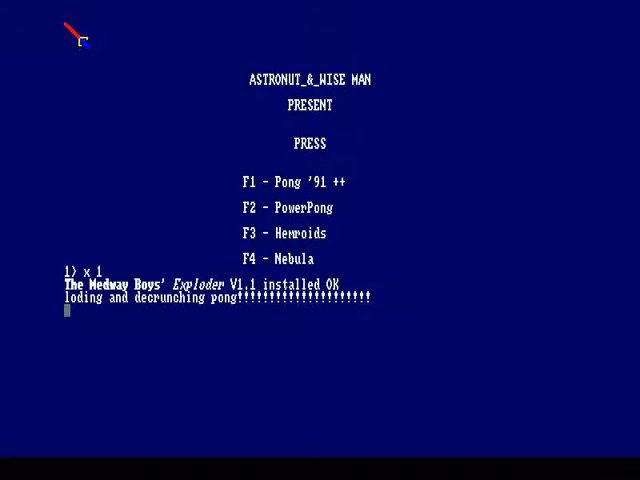 ASTRONUT_&_WISE MAN
PRESENT
PRESS
F1 - Pong '91 ++
F2 - PowerPong
F3 - Hemroids
F4 - Nebula
1> x 1
The Medway Boys' Exploder V1.1 installed OK
loding and decrunching pong!!!!!!!!!!!!!!!!!!!!!